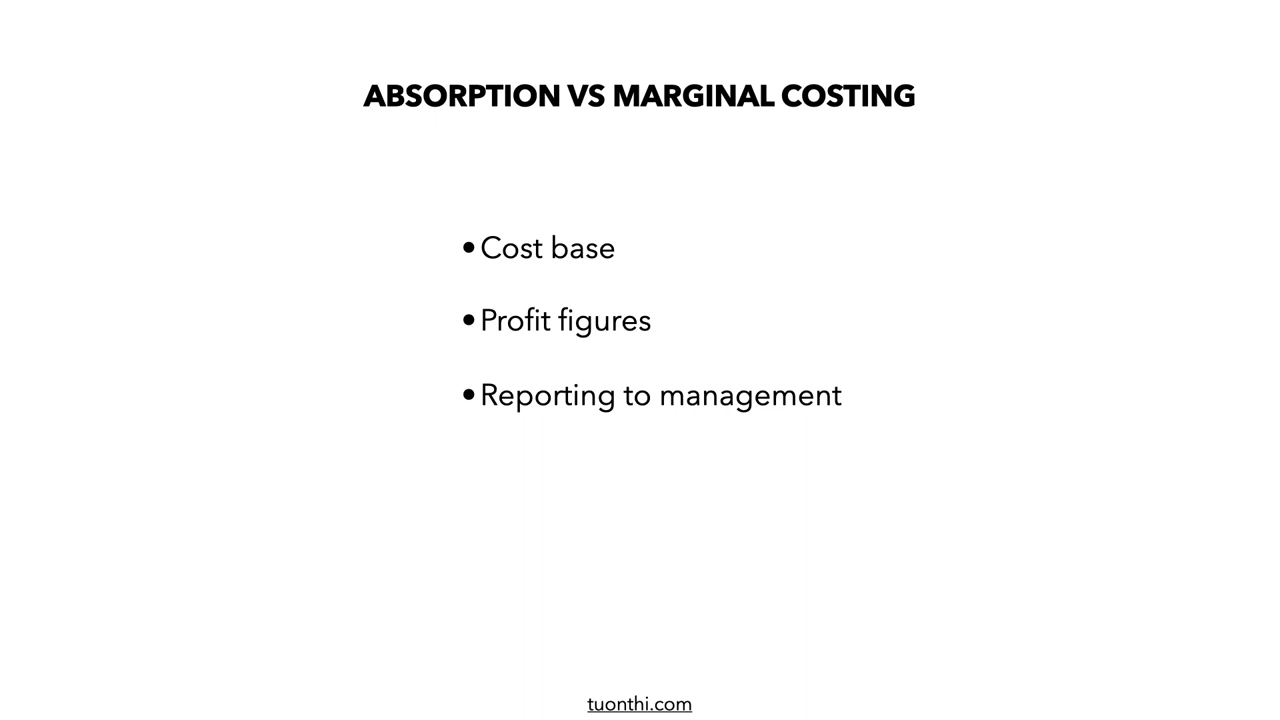 ABSORPTION VS MARGINAL COSTING
•Cost base
•Profit figures
•Reporting to management
tuonthi.com